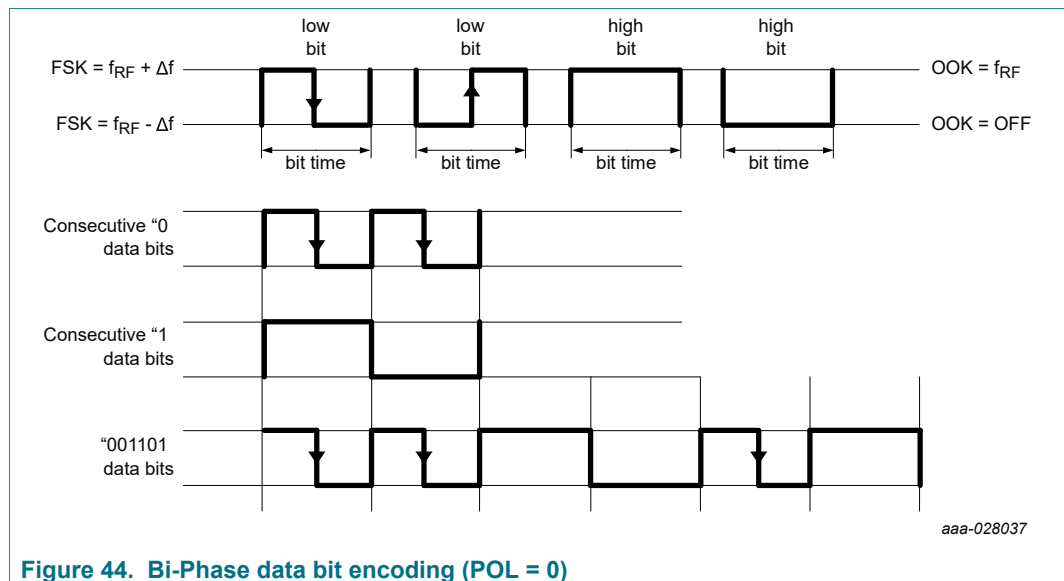 low bit
low bit
high bit
high bit
FSK = fRF + Δf
OOK = fRF
FSK = fRF - Δf
OOK = OFF
bit time
bit time
bit time
bit time
Consecutive “0
data bits
Consecutive “1
data bits
“001101
data bits
aaa-028037
Figure 44. Bi-Phase data bit encoding (POL = 0)